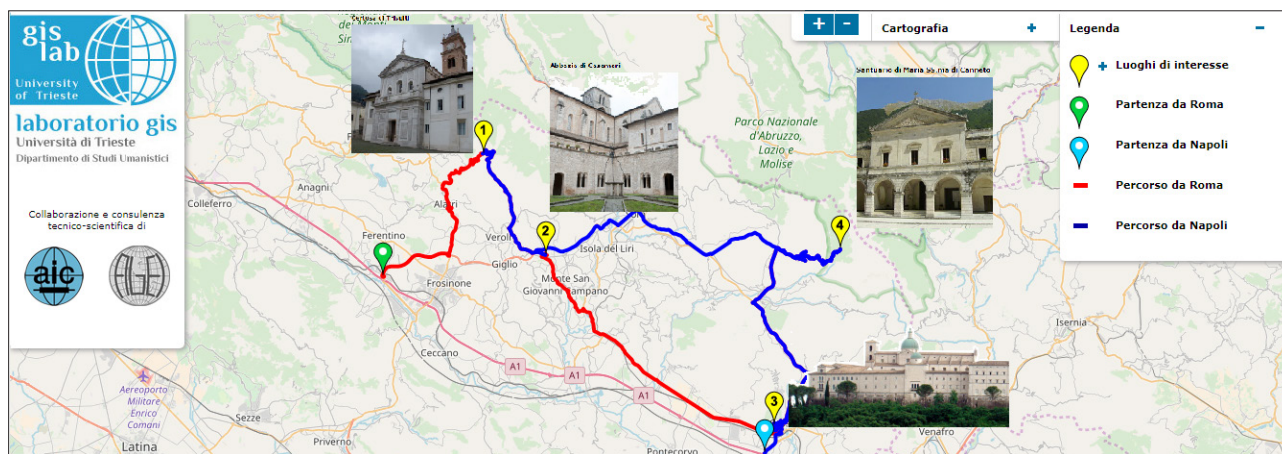 gis
lab
University
of Trieste
laboratorio gis
Università di Trieste
Dipartimento di Studi Umanistici
Collaborazione e consulenza
tecnico-scientifica di
aic
Certosa di Trisulti
Abbazia di Casamari
Santuario di Maria SS.ma di Canneto
+ -
Cartografia +
Legenda -
+ Luoghi di interesse
Partenza da Roma
Partenza da Napoli
Percorso da Roma
Percorso da Napoli
Parco Nazionale
d'Abruzzo,
Lazio e
Molise
1
2
3
4
Anagni
Colleferro
Alatri
Ferentino
Veroli
Giglio
Isola del Liri
Frosinone
Monte San
Giovanni Campano
Ceccano
A1
A1
A1
Isernia
Aereoporto
Militare
Enrico
Comani
Sezze
Priverno
Latina
Pontecorvo
Venafro